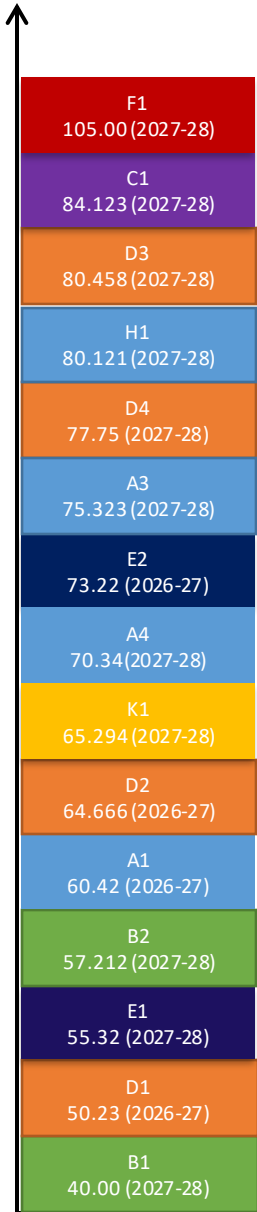 F1
105.00 (2027-28)
C1
84.123 (2027-28)
D3
80.458 (2027-28)
H1
80.121 (2027-28)
D4
77.75 (2027-28)
A3
75.323 (2027-28)
E2
73.22 (2026-27)
A4
70.34(2027-28)
K1
65.294 (2027-28)
D2
64.666 (2026-27)
A1
60.42 (2026-27)
B2
57.212 (2027-28)
E1
55.32 (2027-28)
D1
50.23 (2026-27)
B1
40.00 (2027-28)